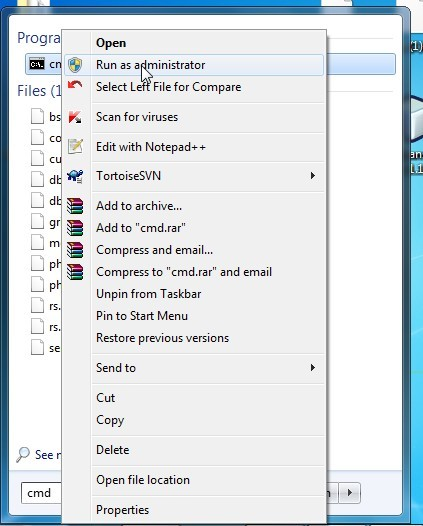 Progra
Open
cm
Run as administrator
Select Left File for Compare
Files (1
Scan for viruses
bs
co
Edit with Notepad++
cu
TortoiseSVN
db
db
Add to archive...
gr
Add to "cmd.rar"
m
Compress and email...
ph
Compress to "cmd.rar" and email
ph
Unpin from Taskbar
rs.
Pin to Start Menu
rs.
Restore previous versions
se
Send to
Cut
Copy
Delete
See
Open file location
cmd
Properties